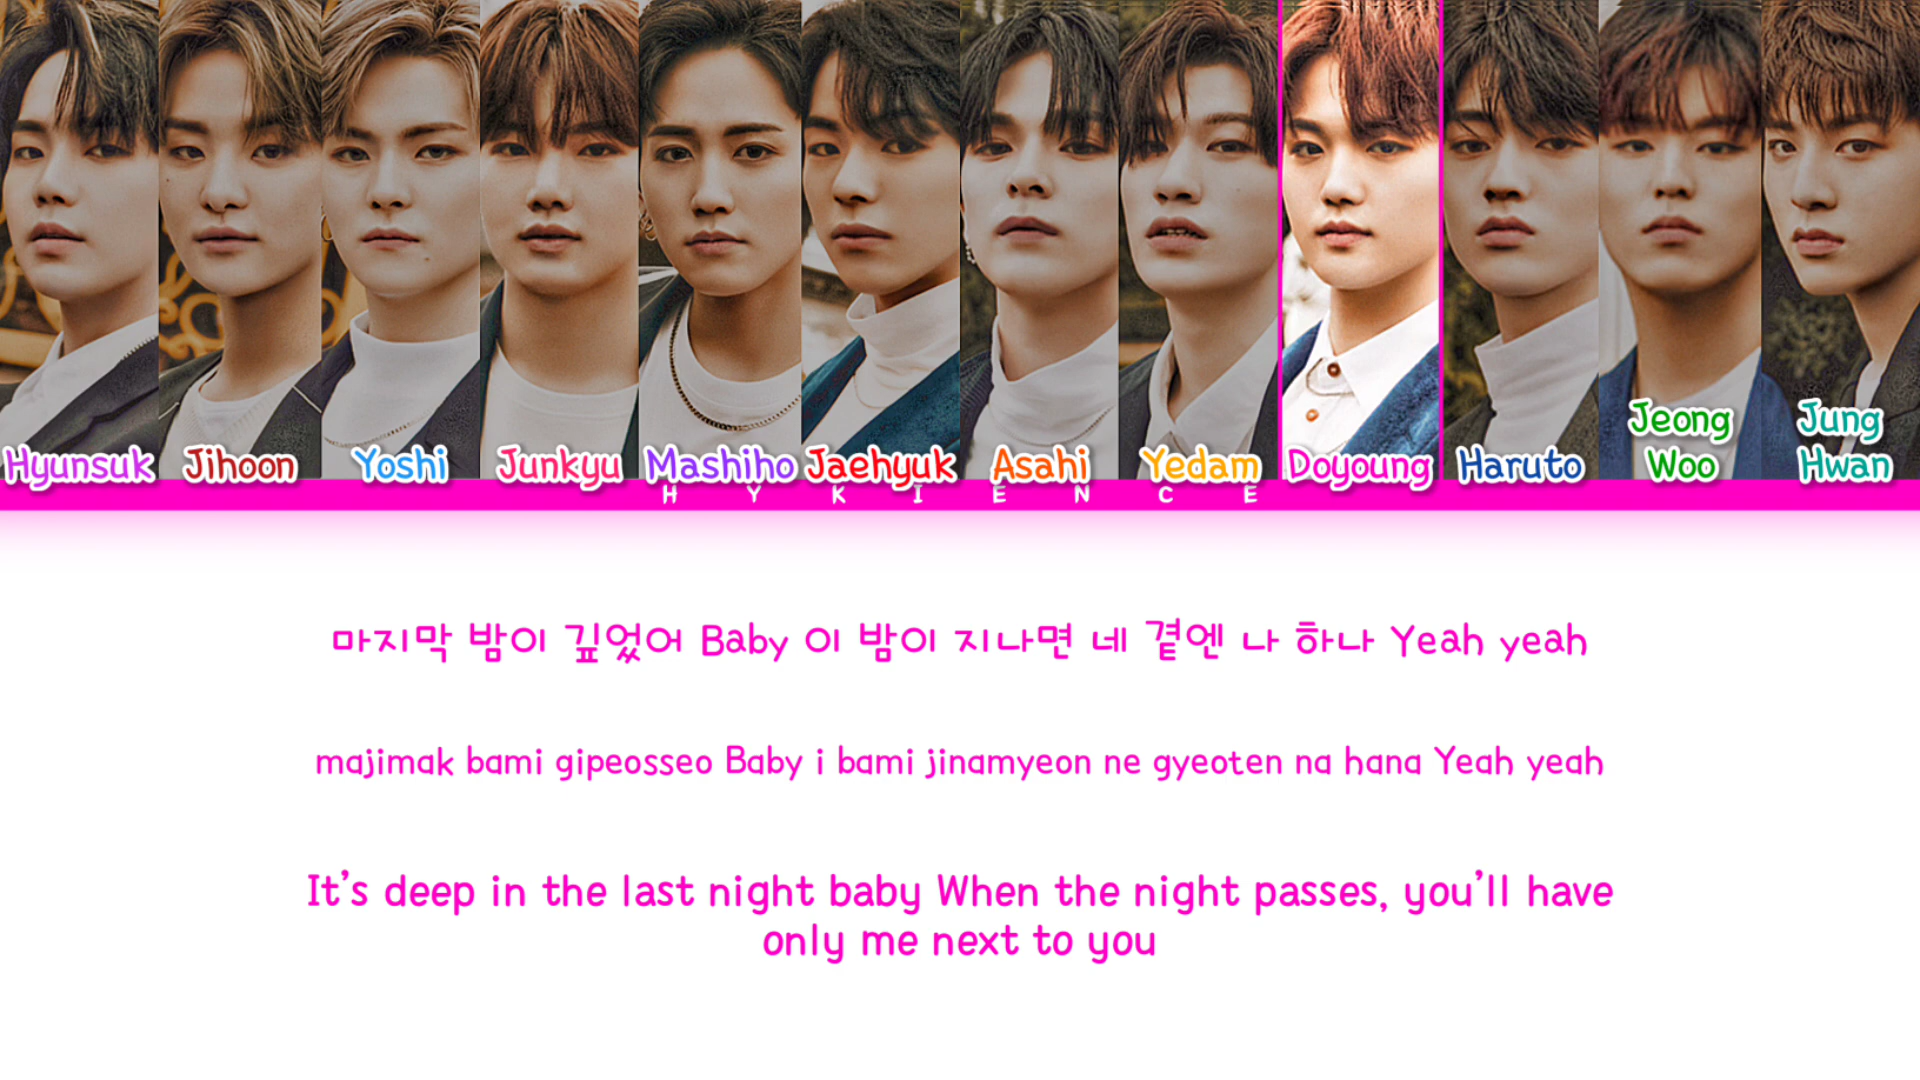 Hyunsuk Jihoon Yoshi Junkyu Mashiho Jaehyuk Asahi Yedam Doyoung Haruto Jeong Woo Jung Hwan
HYKIENCE
마지막 밤이 깊었어 Baby 이 밤이 지나면 네 곁엔 나 하나 Yeah yeah
majimak bami gipeosseo Baby i bami jinamyeon ne gyeoten na hana Yeah yeah
It’s deep in the last night baby When the night passes, you’ll have
only me next to you